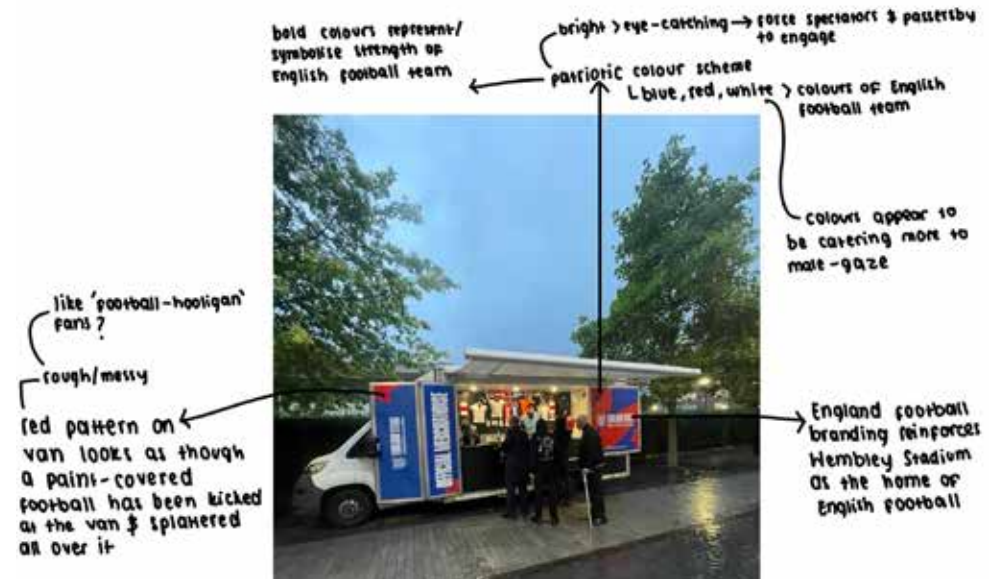 bold colours represent/
symbolise strength of
English football team
bright > eye-catching → force spectators $ passersby
to engage
patriotic colour scheme
L blue, red, white > colours of English
football team
colours appear to
be catering more to
male-gaze
like 'football-hooligan'
fans?
rough/messy
red pattern on
van looks as though
a paint-covered
football has been kicked
at the van $ splattered
all over it
England football
branding reinforces
Wembley Stadium
as the home of
English football
OFFICIAL MERCHANDISE